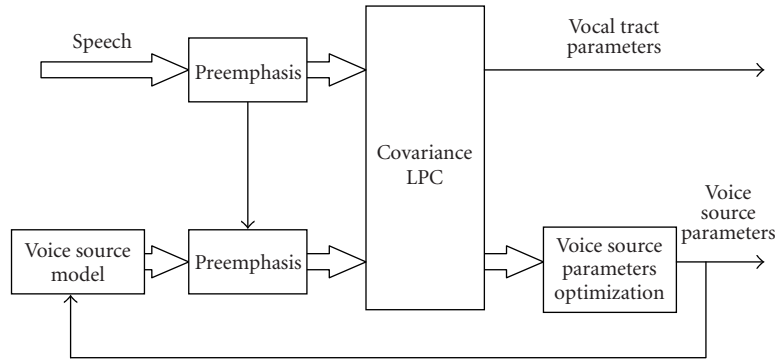 Speech
Preemphasis
Vocal tract
parameters
Covariance
LPC
Voice source
model
Preemphasis
Voice source
parameters
optimization
Voice
source
parameters